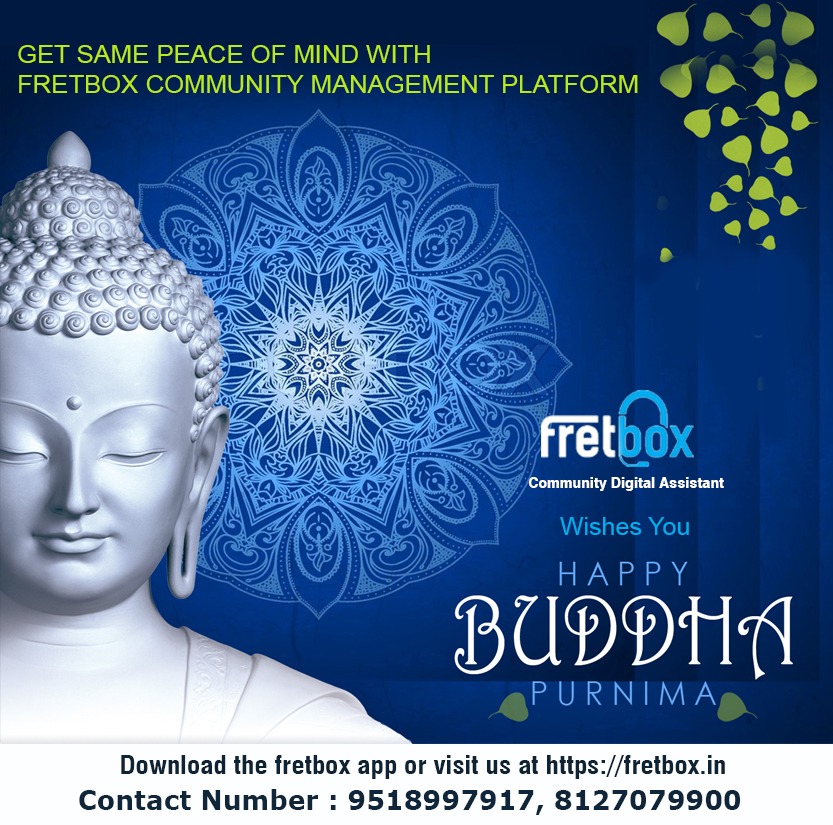 GET SAME PEACE OF MIND WITH
FRETBOX COMMUNITY MANAGEMENT PLATFORM
fretbox
Community Digital Assistant
Wishes You
HAPPY
BUDDHA
PURNIMA
Download the fretbox app or visit us at https://fretbox.in
Contact Number : 9518997917, 8127079900